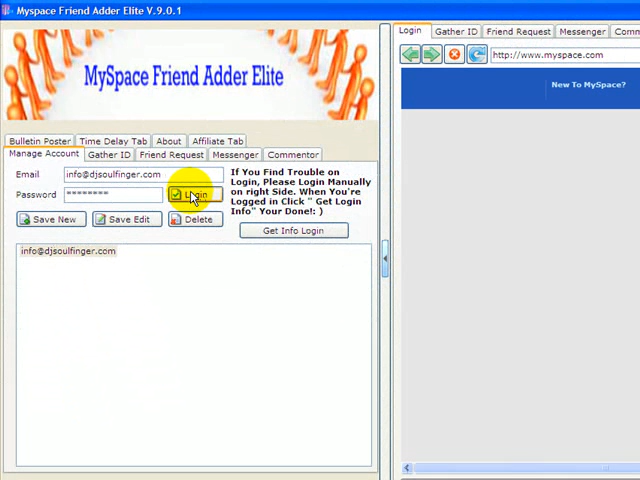 Myspace Friend Adder Elite V.9.0.1
MySpace Friend Adder Elite
Bulletin Poster Time Delay Tab About Affiliate Tab
Manage Account Gather ID Friend Request Messenger Commentor
Email info@djsoulfinger.com
Password ******** Login
Save New Save Edit Delete
If You Find Trouble on
Login, Please Login Manually
on right Side. When You're
Logged in Click " Get Login
Info" Your Done!: )
Get Info Login
info@djsoulfinger.com
Login Gather ID Friend Request Messenger Comm
http://www.myspace.com
New To MySpace?